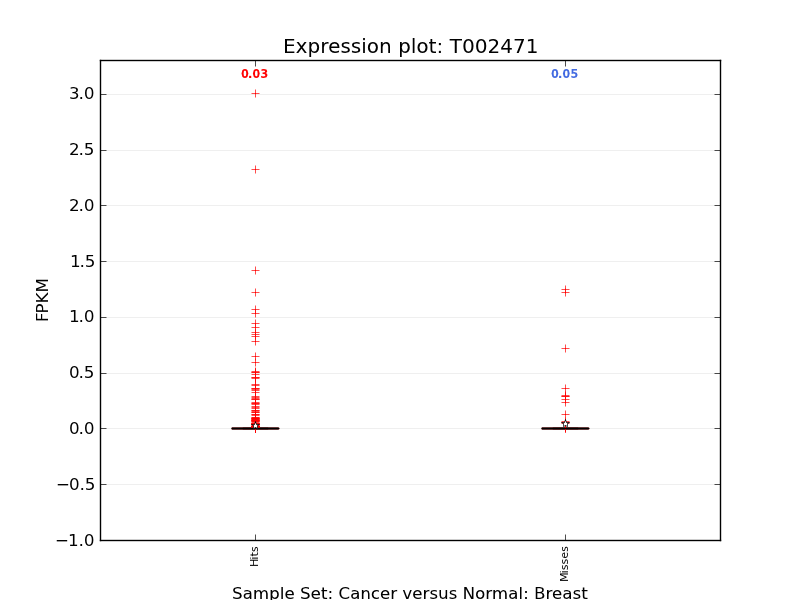 Expression plot: T002471
0.03
0.05
3.0
2.5
2.0
1.5
1.0
0.5
0.0
−0.5
−1.0
FPKM
Hits
Misses
Sample Set: Cancer versus Normal: Breast